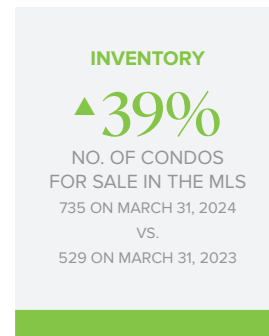 INVENTORY
▲39%
NO. OF CONDOS
FOR SALE IN THE MLS
735 ON MARCH 31, 2024
VS.
529 ON MARCH 31, 2023